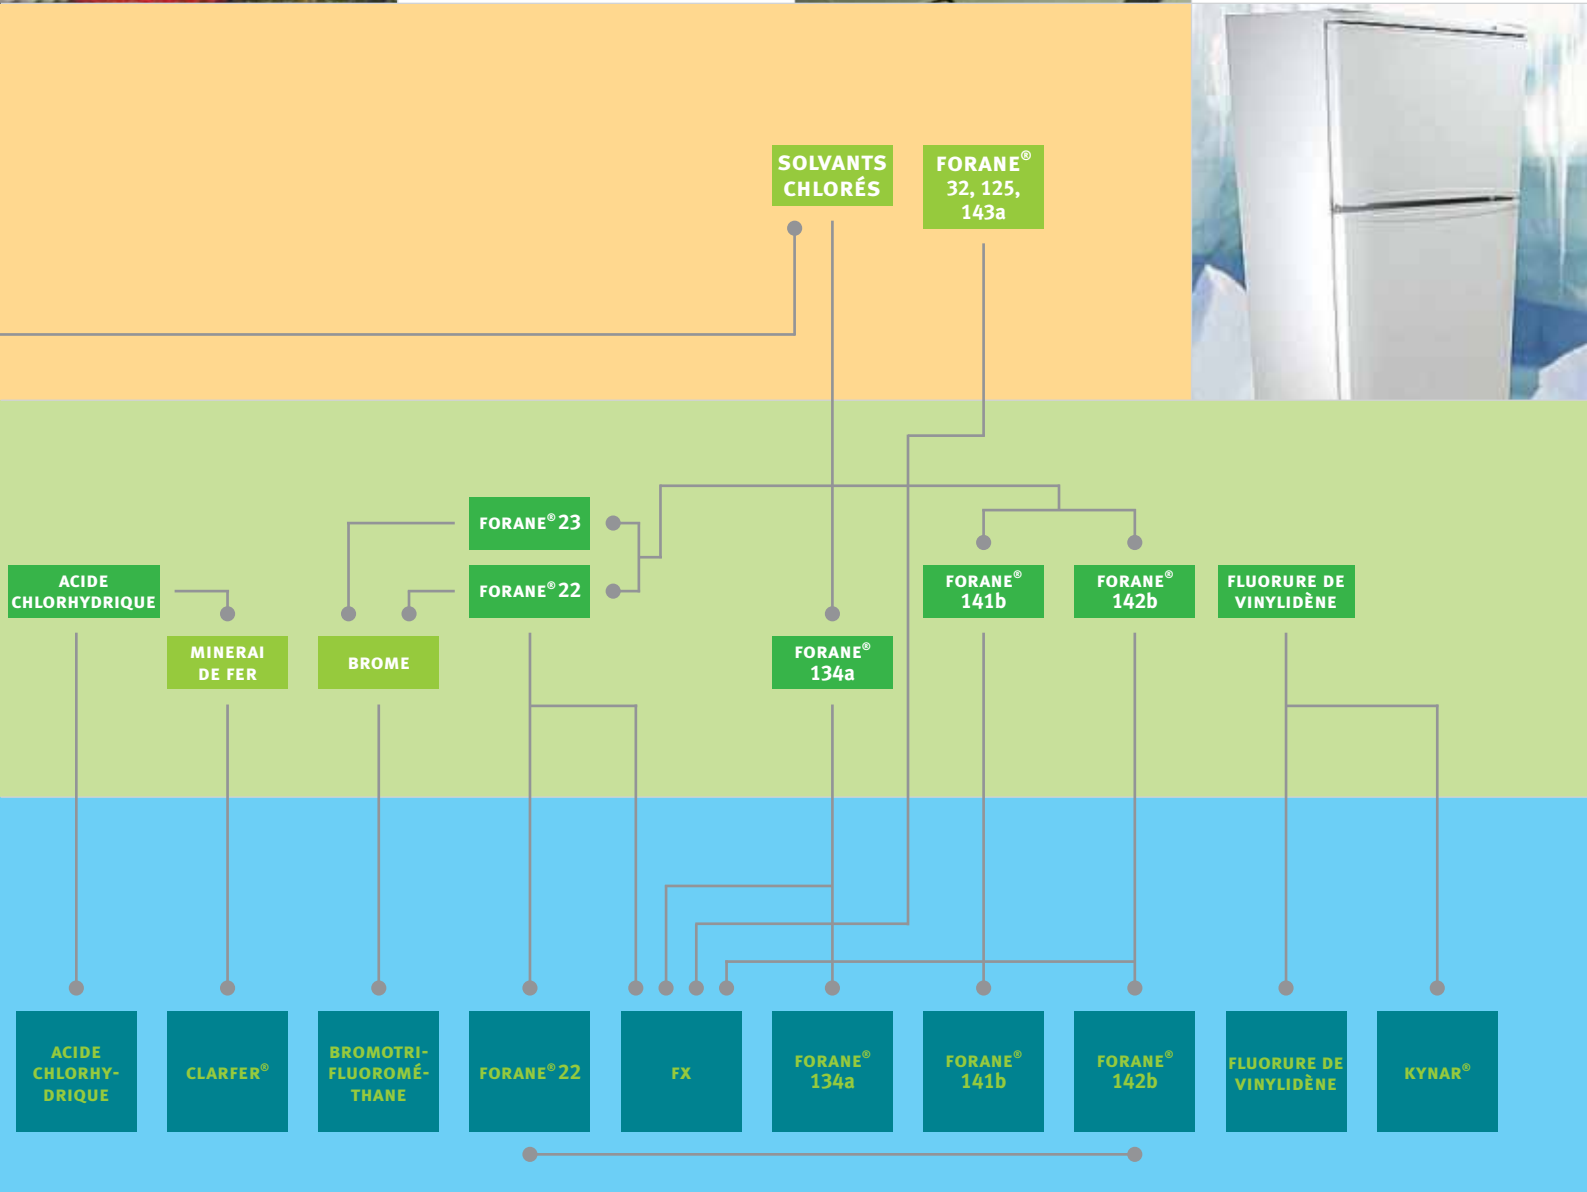 SOLVANTS
CHLORÉS
FORANE®
32, 125,
143a
FORANE® 23
FORANE® 22
ACIDE
CHLORHYDRIQUE
MINERAI
DE FER
BROME
FORANE®
134a
FORANE®
141b
FORANE®
142b
FLUORURE DE
VINYLIDÈNE
ACIDE
CHLORHY-
DRIQUE
CLARFER®
BROMOTRI-
FLUOROMÉ-
THANE
FORANE® 22
FX
FORANE®
134a
FORANE®
141b
FORANE®
142b
FLUORURE DE
VINYLIDÈNE
KYNAR®